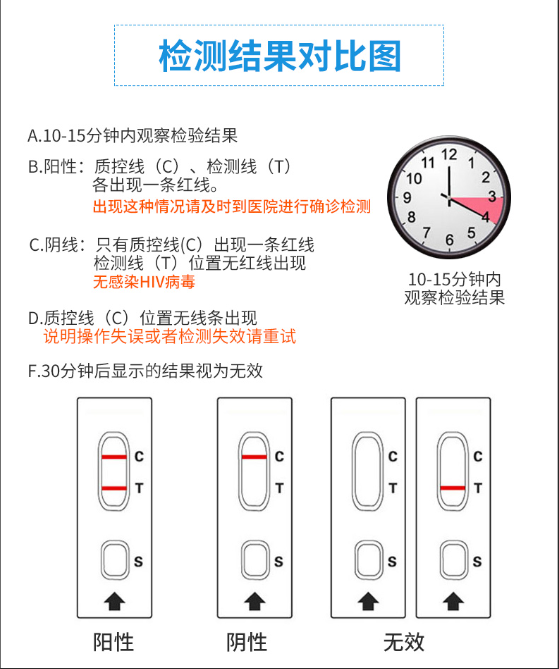 检测结果对比图
A.10-15分钟内观察检验结果
B.阳性：质控线（C）、检测线（T）
各出现一条红线。
出现这种情况请及时到医院进行确诊检测
C.阴线：只有质控线(C）出现一条红线
检测线（T）位置无红线出现
无感染HIV病毒
D.质控线（C）位置无线条出现
说明操作失误或者检测失效请重试
F.30分钟后显示的结果视为无效
12
1
2
3
4
5
6
7
8
9
10
11
10-15分钟内
观察检验结果
C
T
S
阳性
C
T
S
阴性
C
T
S
C
T
S
无效